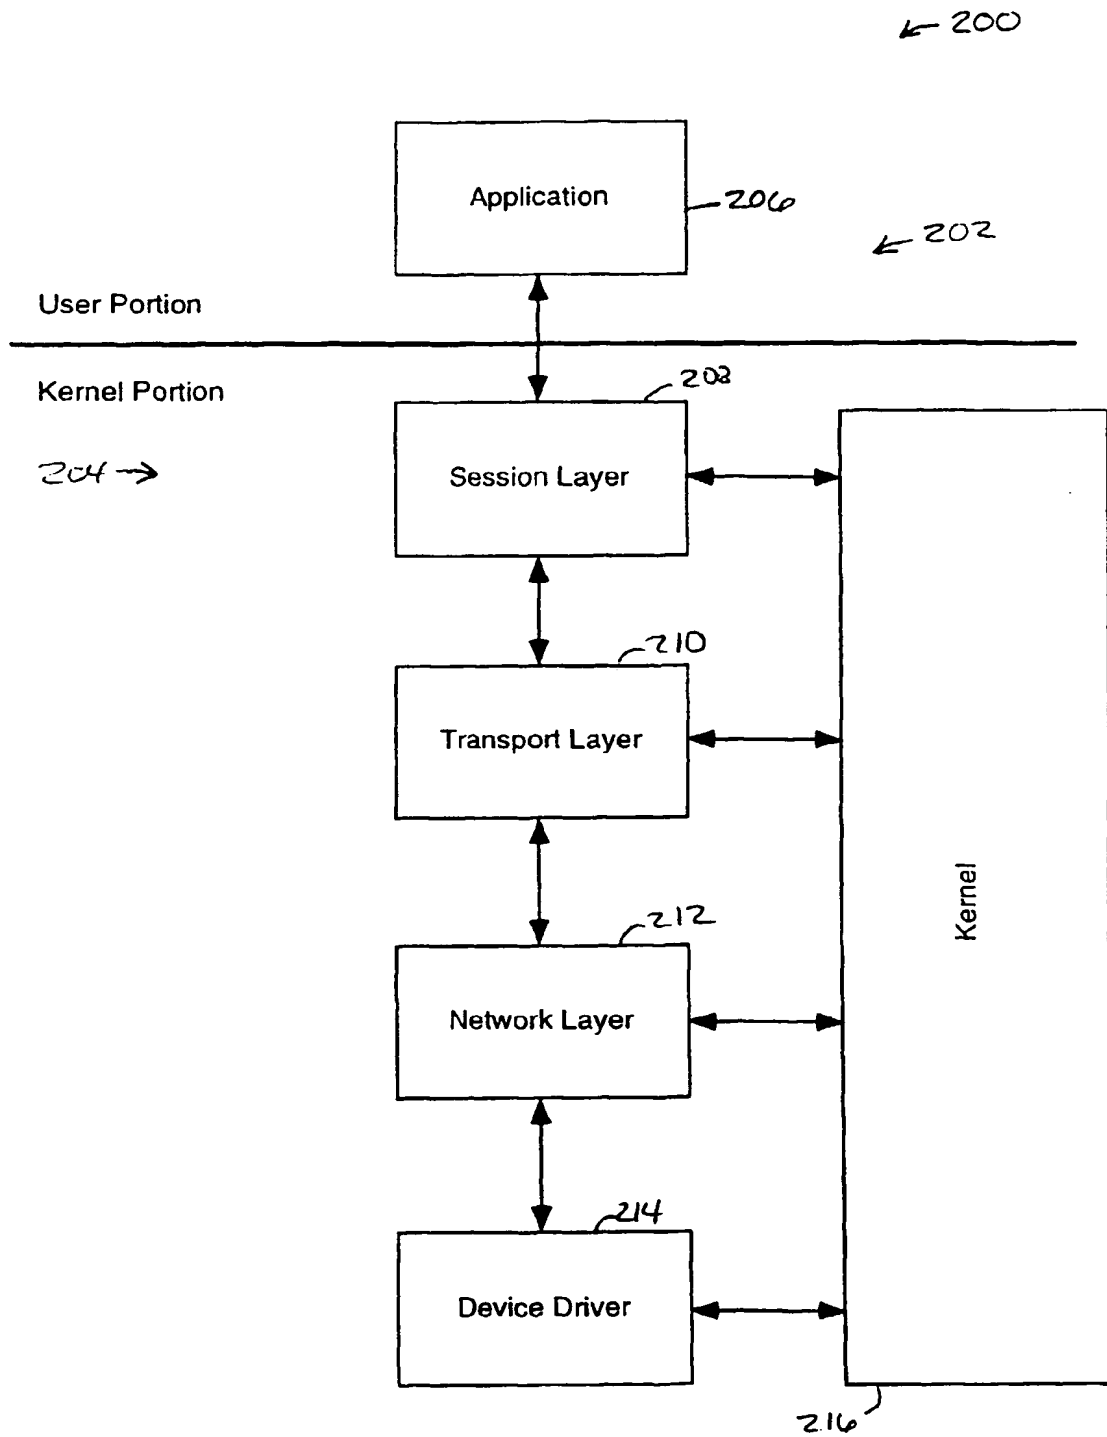 200
Application
206
202
User Portion
Kernel Portion
208
204
Session Layer
210
Transport Layer
Kernel
212
Network Layer
214
Device Driver
216